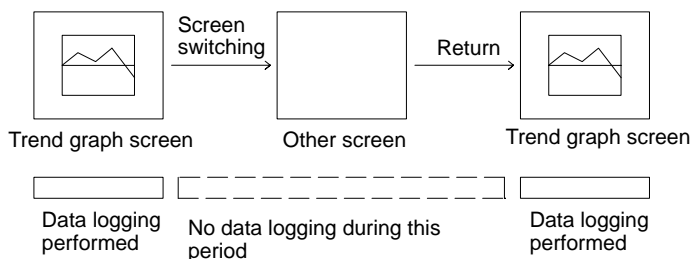 Screen
switching
Return
Trend graph screen
Other screen
Trend graph screen
Data logging
performed
No data logging during this
period
Data logging
performed